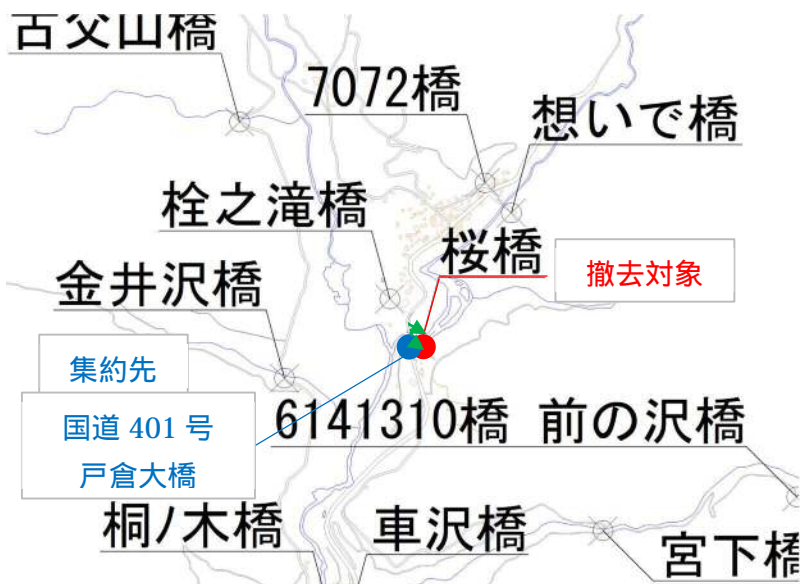 古父山橋
7072橋
想いで橋
栓之滝橋
桜橋
撤去対象
金井沢橋
集約先
国道 401 号
戸倉大橋
6141310橋
前の沢橋
桐ノ木橋
車沢橋
宮下橋